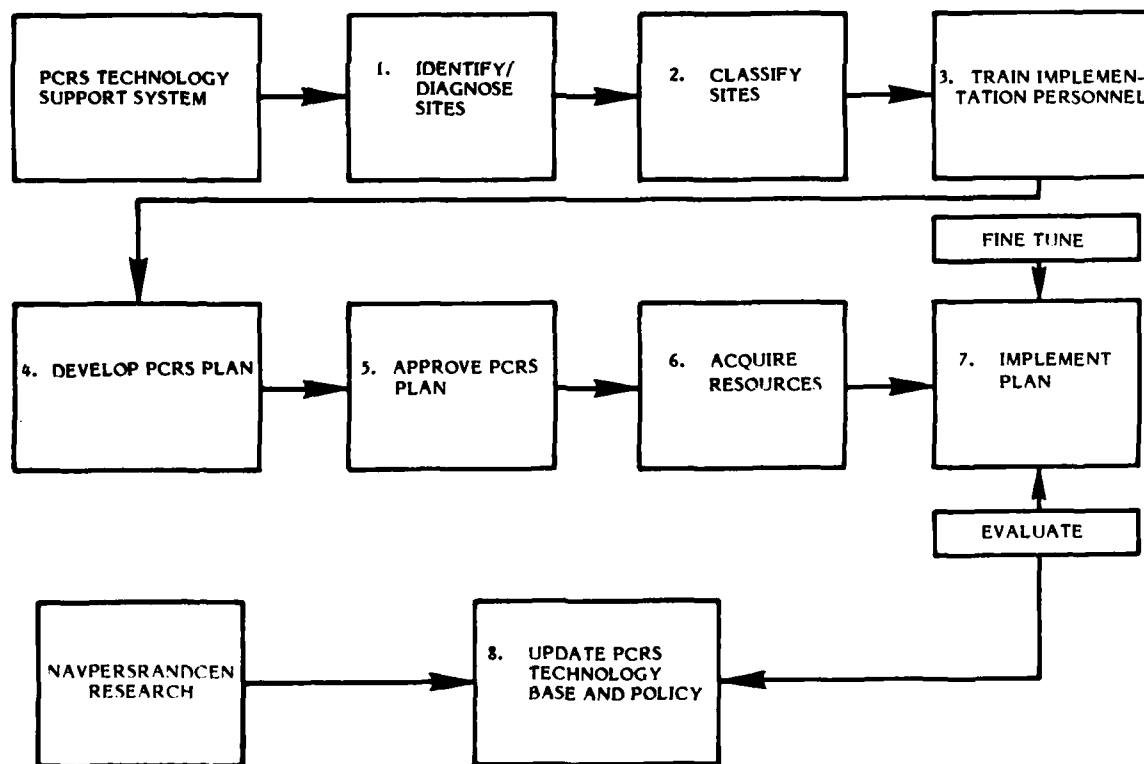 PCRS TECHNOLOGY
SUPPORT SYSTEM
1. IDENTIFY/
DIAGNOSE
SITES
2. CLASSIFY
SITES
3. TRAIN IMPLEMEN-
TATION PERSONNEL
FINE TUNE
4. DEVELOP PCRS PLAN
5. APPROVE PCRS
PLAN
6. ACQUIRE
RESOURCES
7. IMPLEMENT
PLAN
EVALUATE
NAVPERSRANDCEN
RESEARCH
8. UPDATE PCRS
TECHNOLOGY
BASE AND POLICY